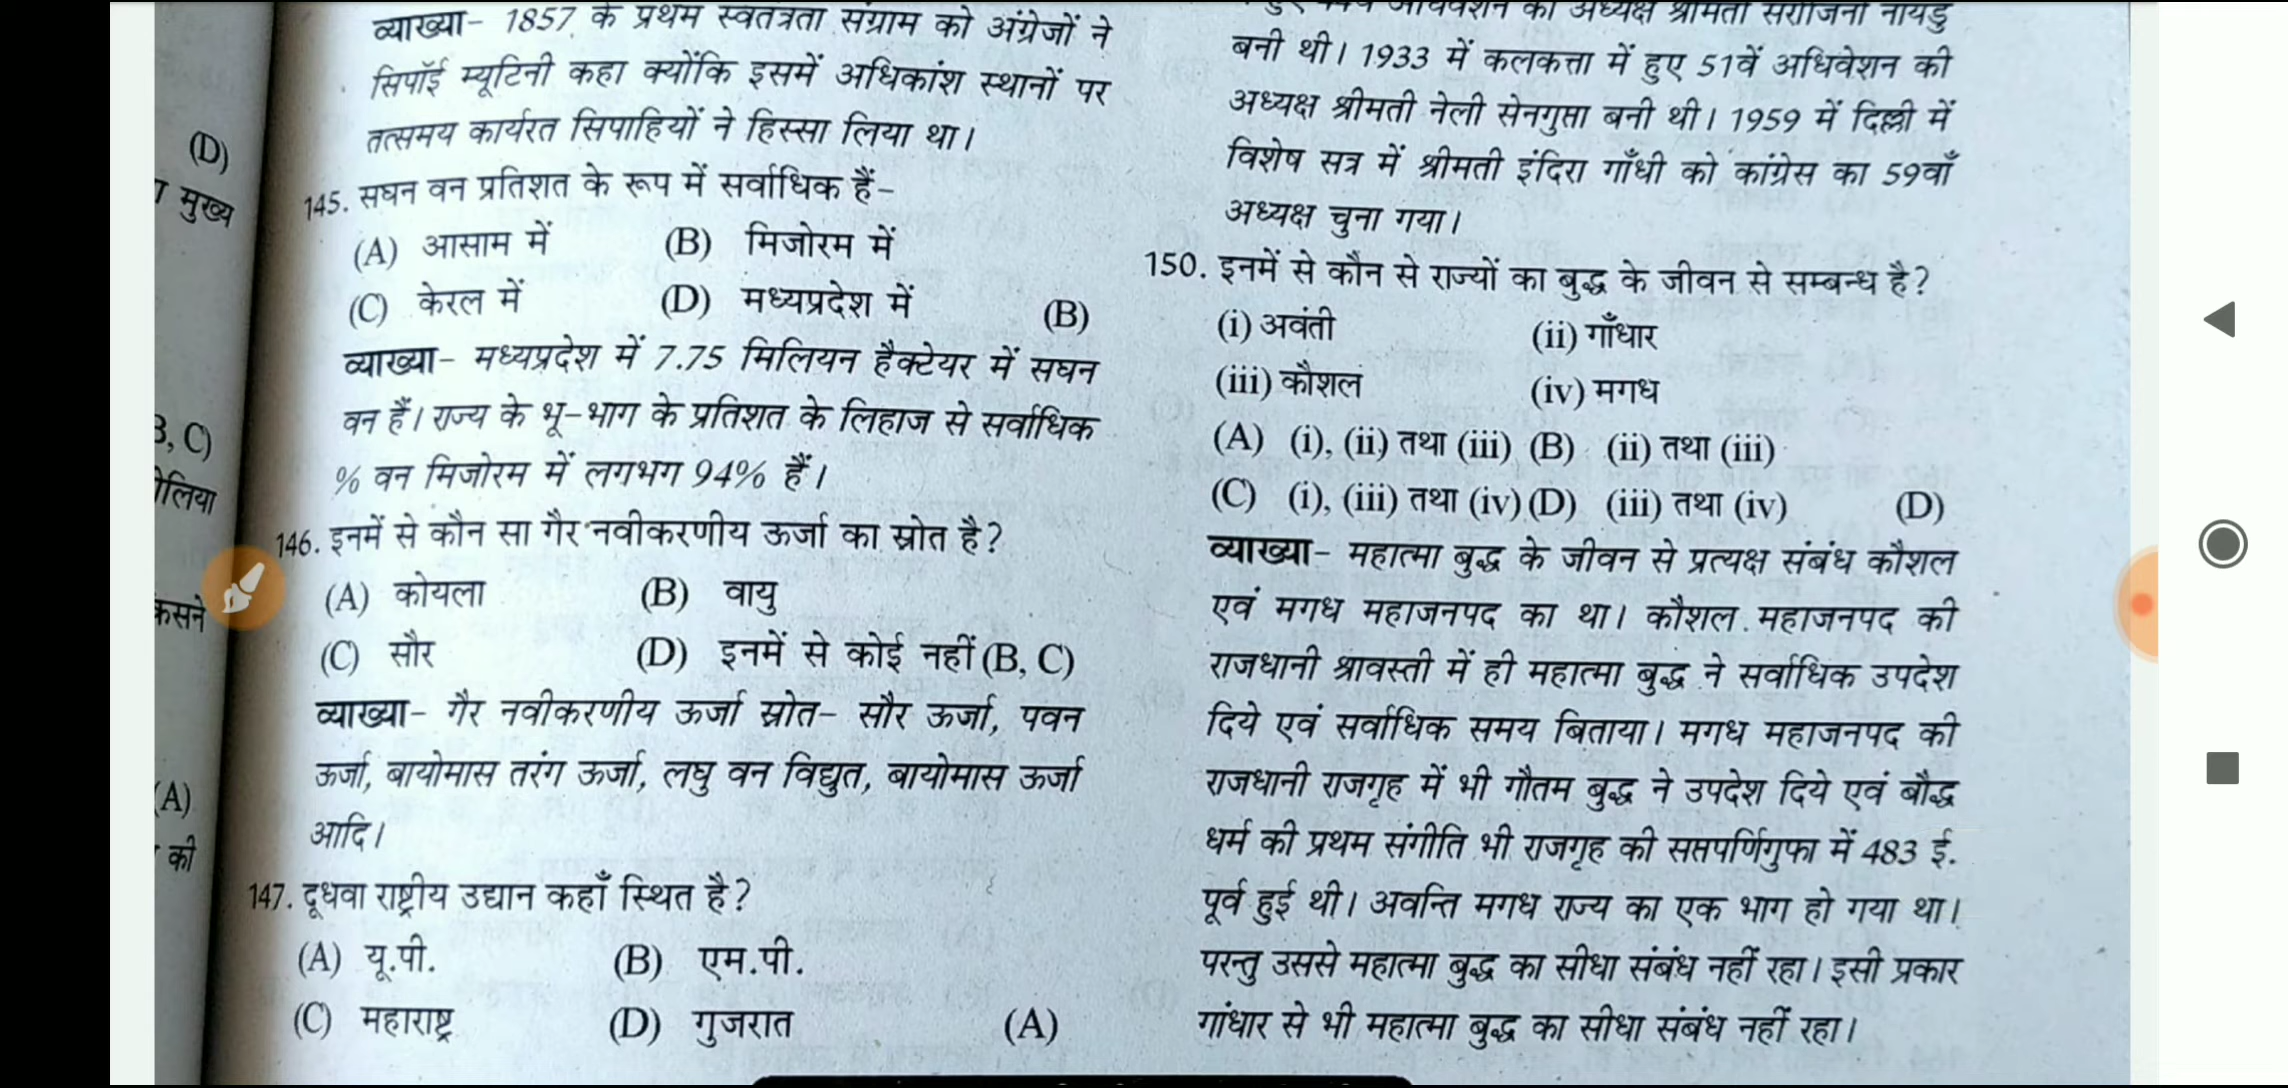 (D)
मुख्य
B, C)
(A)
की
व्याख्या- 1857 के प्रथम स्वतंत्रता संग्राम को अंग्रेजों ने
सिपॉई म्यूटिनी कहा क्योंकि इसमें अधिकांश स्थानों पर
तत्समय कार्यरत सिपाहियों ने हिस्सा लिया था।
145. सघन वन प्रतिशत के रूप में सर्वाधिक हैं-
(A) आसाम में (B) मिजोरम में
(C) केरल में (D) मध्यप्रदेश में (B)
व्याख्या- मध्यप्रदेश में 7.75 मिलियन हैक्टेयर में सघन
वन हैं। राज्य के भू-भाग के प्रतिशत के लिहाज से सर्वाधिक
% वन मिजोरम में लगभग 94% हैं।
146. इनमें से कौन सा गैर नवीकरणीय ऊर्जा का स्रोत है?
(A) कोयला (B) वायु
(C) सौर (D) इनमें से कोई नहीं (B, C)
व्याख्या- गैर नवीकरणीय ऊर्जा स्रोत- सौर ऊर्जा, पवन
ऊर्जा, बायोमास तरंग ऊर्जा, लघु वन विद्युत, बायोमास ऊर्जा
आदि।
147. दूधवा राष्ट्रीय उद्यान कहाँ स्थित है?
(A) यू.पी. (B) एम.पी.
(C) महाराष्ट्र (D) गुजरात (A)
अध्यक्ष श्रीमती सरोजिनी नायडु
बनी थी। 1933 में कलकत्ता में हुए 51वें अधिवेशन की
अध्यक्ष श्रीमती नेली सेनगुप्ता बनी थी। 1959 में दिल्ली में
विशेष सत्र में श्रीमती इंदिरा गाँधी को कांग्रेस का 59वाँ
अध्यक्ष चुना गया।
150. इनमें से कौन से राज्यों का बुद्ध के जीवन से सम्बन्ध है?
(i) अवंती (ii) गाँधार
(iii) कौशल (iv) मगध
(A) (i), (ii) तथा (iii) (B) (ii) तथा (iii)
(C) (i), (iii) तथा (iv) (D) (iii) तथा (iv) (D)
व्याख्या- महात्मा बुद्ध के जीवन से प्रत्यक्ष संबंध कौशल
एवं मगध महाजनपद का था। कौशल महाजनपद की
राजधानी श्रावस्ती में ही महात्मा बुद्ध ने सर्वाधिक उपदेश
दिये एवं सर्वाधिक समय बिताया। मगध महाजनपद की
राजधानी राजगृह में भी गौतम बुद्ध ने उपदेश दिये एवं बौद्ध
धर्म की प्रथम संगीति भी राजगृह की सप्तपर्णिगुफा में 483 ई.
पूर्व हुई थी। अवन्ति मगध राज्य का एक भाग हो गया था।
परन्तु उससे महात्मा बुद्ध का सीधा संबंध नहीं रहा। इसी प्रकार
गांधार से भी महात्मा बुद्ध का सीधा संबंध नहीं रहा।